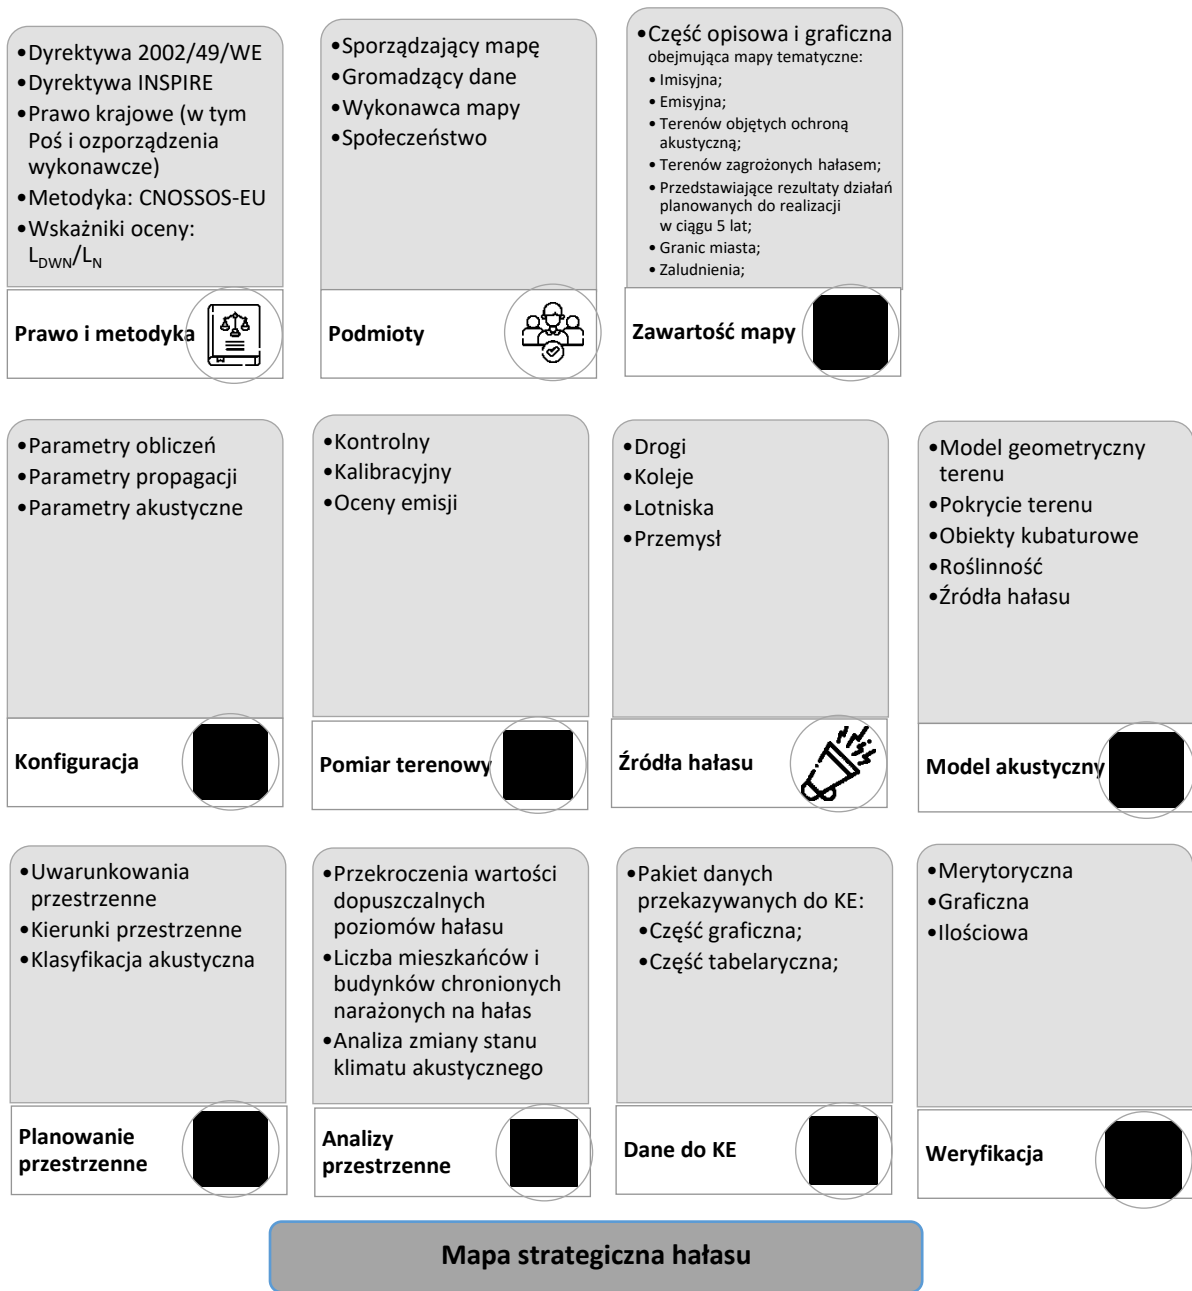 •Dyrektywa 2002/49/WE
•Dyrektywa INSPIRE
•Prawo krajowe (w tym
Poś i ozporządzenia
wykonawcze)
•Metodyka: CNOSSOS-EU
•Wskaźniki oceny:
LDWN/LN
Prawo i metodyka
•Sporządzający mapę
•Gromadzący dane
•Wykonawca mapy
•Społeczeństwo
Podmioty
•Część opisowa i graficzna
obejmująca mapy tematyczne:
•Imisyjna;
•Emisyjna;
•Terenów objętych ochroną
akustyczną;
•Terenów zagrożonych hałasem;
•Przedstawiające rezultaty działań
planowanych do realizacji
w ciągu 5 lat;
•Granic miasta;
•Zaludnienia;
Zawartość mapy
•Parametry obliczeń
•Parametry propagacji
•Parametry akustyczne
Konfiguracja
•Kontrolny
•Kalibracyjny
•Oceny emisji
Pomiar terenowy
•Drogi
•Koleje
•Lotniska
•Przemysł
Źródła hałasu
•Model geometryczny
terenu
•Pokrycie terenu
•Obiekty kubaturowe
•Roślinność
•Źródła hałasu
Model akustyczny
•Uwarunkowania
przestrzenne
•Kierunki przestrzenne
•Klasyfikacja akustyczna
Planowanie
przestrzenne
•Przekroczenia wartości
dopuszczalnych
poziomów hałasu
•Liczba mieszkańców i
budynków chronionych
narażonych na hałas
•Analiza zmiany stanu
klimatu akustycznego
Analizy
przestrzenne
•Pakiet danych
przekazywanych do KE:
•Część graficzna;
•Część tabelaryczna;
Dane do KE
•Merytoryczna
•Graficzna
•Ilościowa
Weryfikacja
Mapa strategiczna hałasu